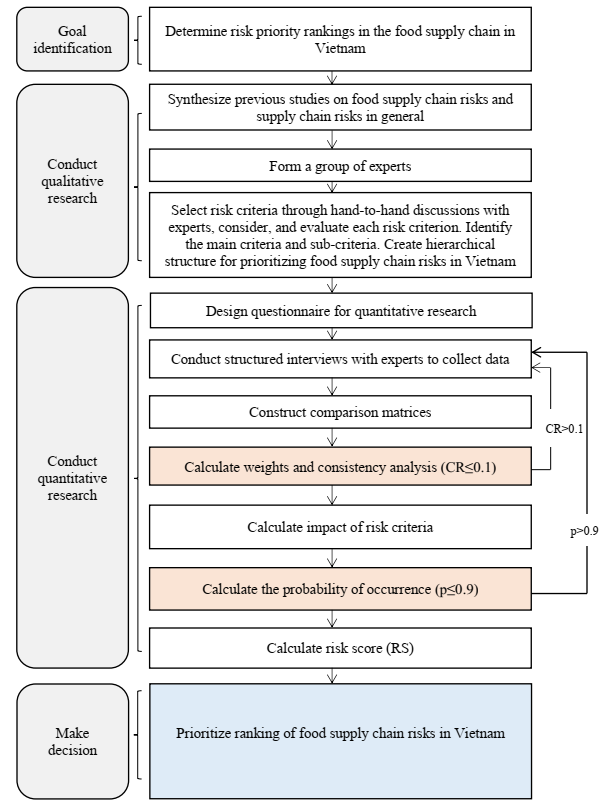 Goal
identification
Determine risk priority rankings in the food supply chain in
Vietnam
Synthesize previous studies on food supply chain risks and
supply chain risks in general
Conduct
qualitative
research
Form a group of experts
Select risk criteria through hand-to-hand discussions with
experts, consider, and evaluate each risk criterion. Identify
the main criteria and sub-criteria. Create hierarchical
structure for prioritizing food supply chain risks in Vietnam
Design questionnaire for quantitative research
Conduct structured interviews with experts to collect data
Construct comparison matrices
CR>0.1
Conduct
quantitative
research
Calculate weights and consistency analysis (CR≤0.1)
Calculate impact of risk criteria
p>0.9
Calculate the probability of occurrence (p≤0.9)
Calculate risk score (RS)
Make
decision
Prioritize ranking of food supply chain risks in Vietnam